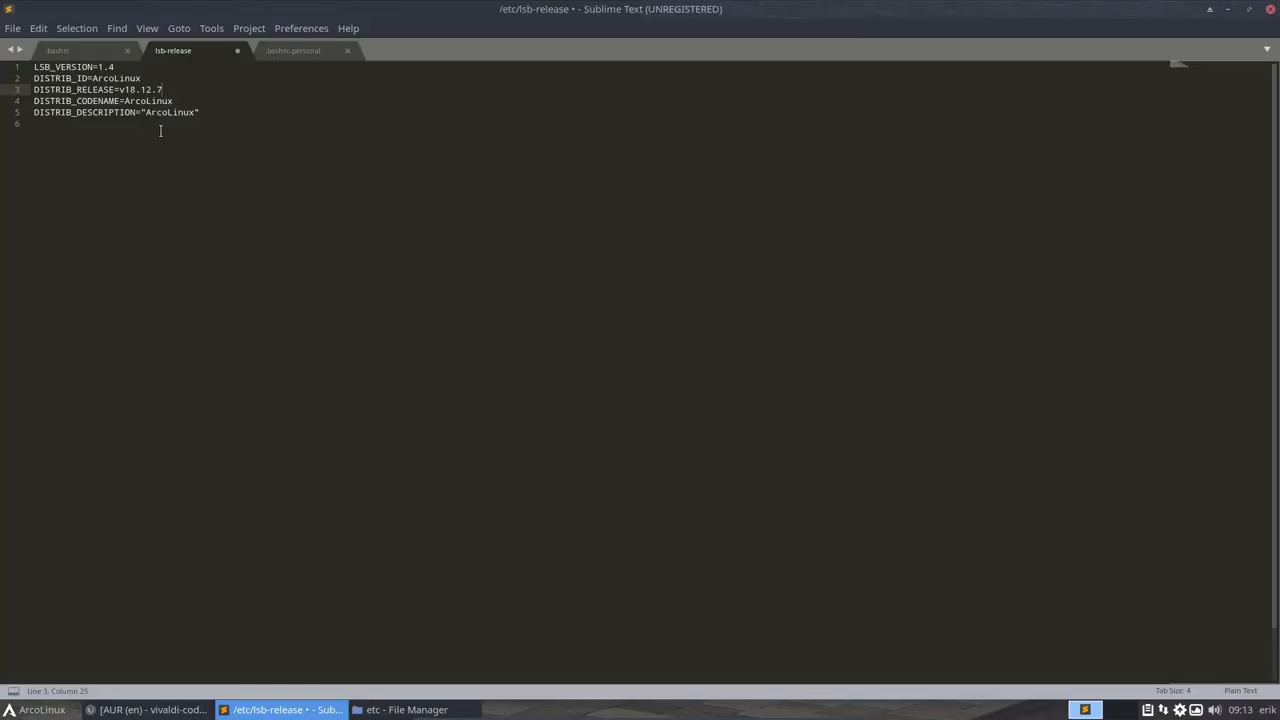 /etc/lsb-release • - Sublime Text (UNREGISTERED)
File Edit Selection Find View Goto Tools Project Preferences Help
.bashrc lsb-release bashrc-personal
1 LSB_VERSION=1.4
2 DISTRIB_ID=ArcoLinux
3 DISTRIB_RELEASE=v18.12.7
4 DISTRIB_CODENAME=ArcoLinux
5 DISTRIB_DESCRIPTION="ArcoLinux"
6
Line 3, Column 25 Tab Size: 4 Plain Text
ArcoLinux [AUR (en) - vivaldi-cod... /etc/lsb-release • - Sub... etc - File Manager 09:13 erik